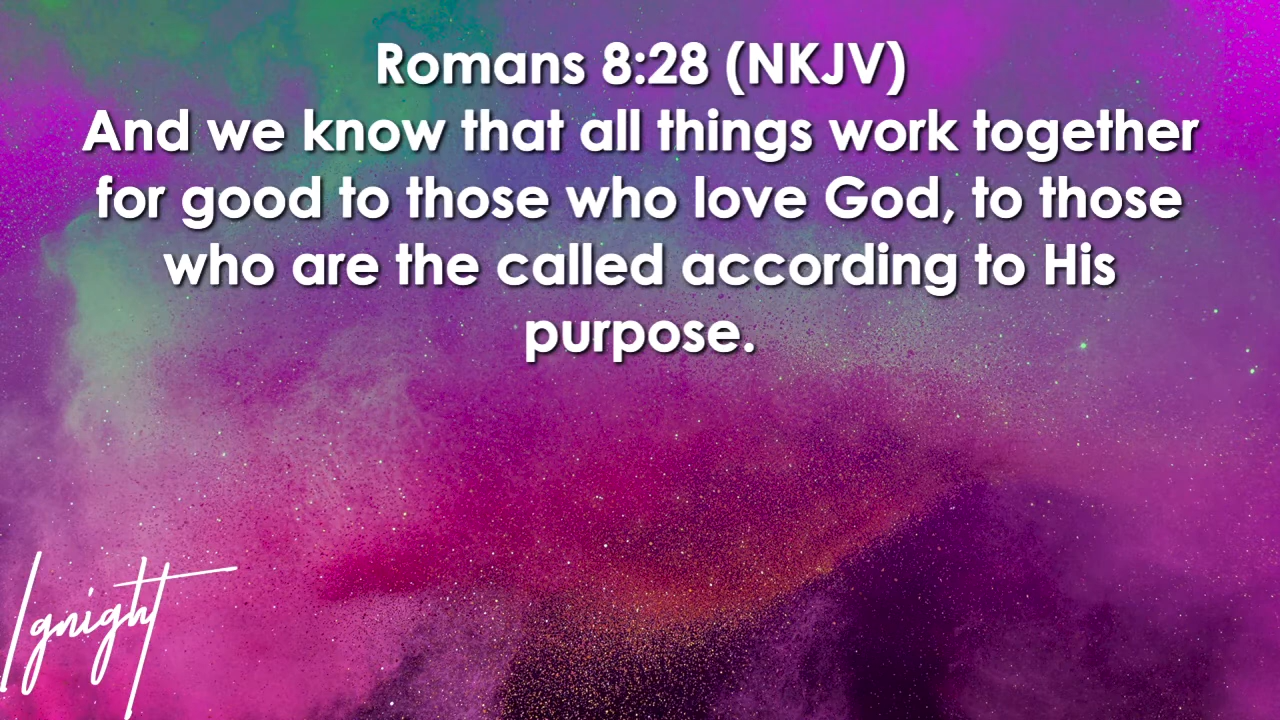 Romans 8:28 (NKJV)
And we know that all things work together
for good to those who love God, to those
who are the called according to His
purpose.
Ignight